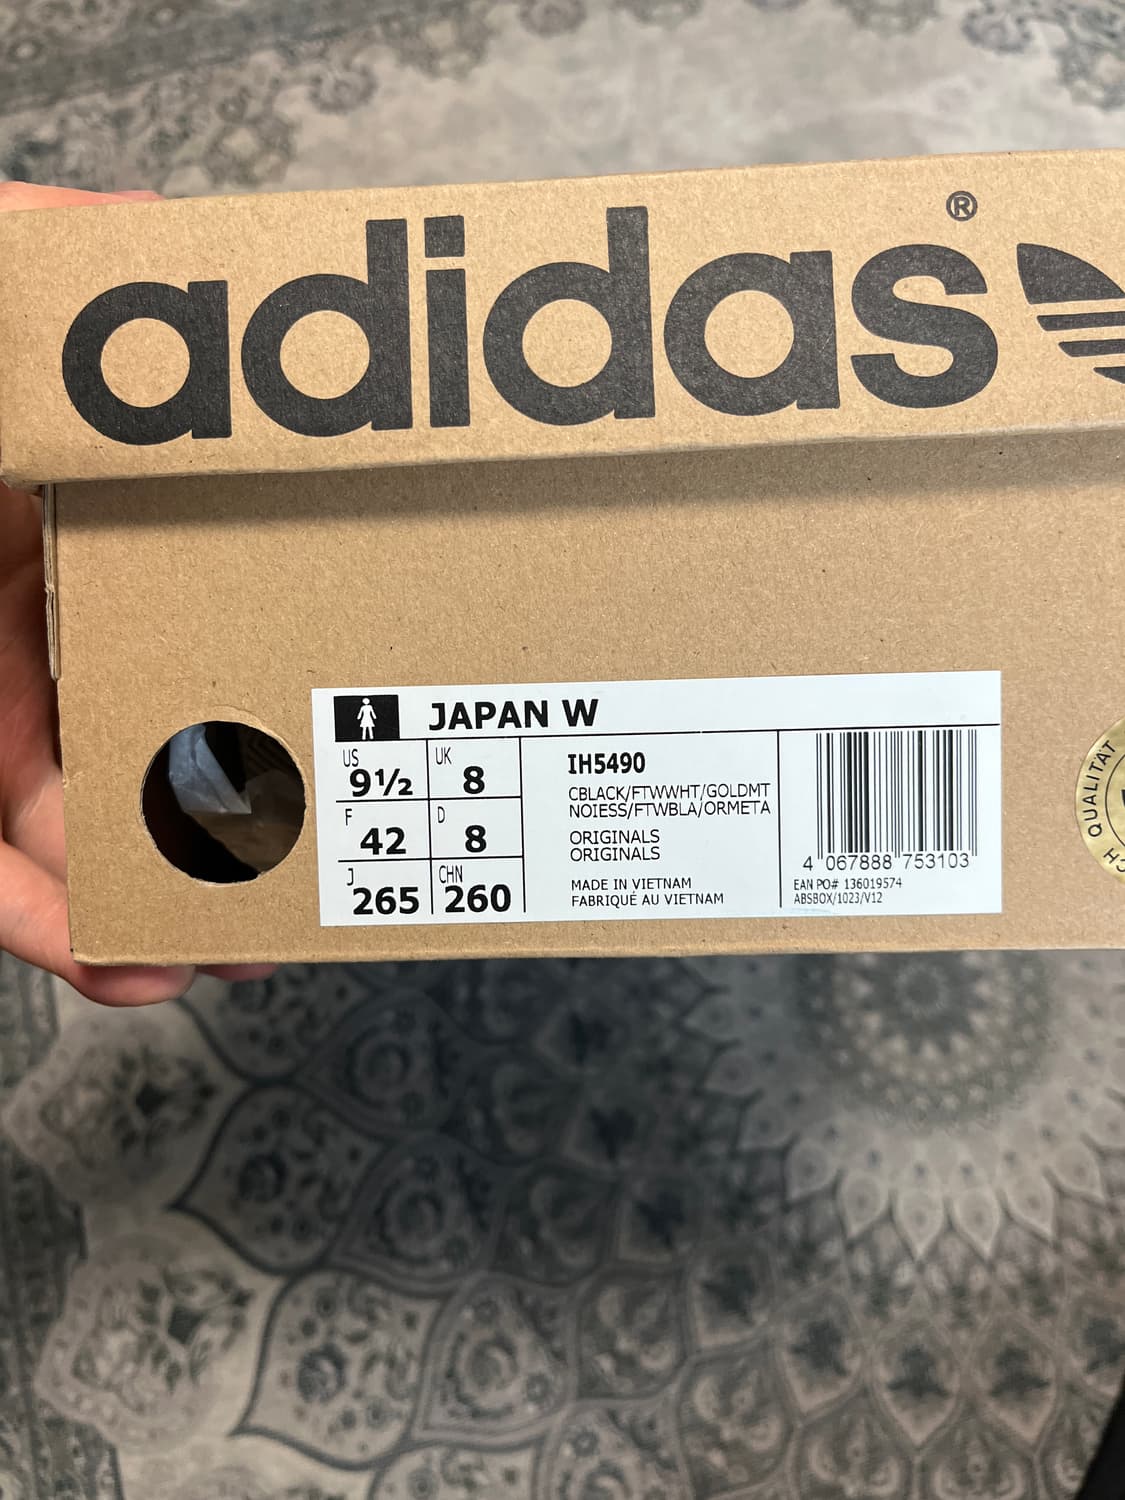 adidas®
JAPAN W
US 9½
UK 8
F 42
D 8
J 265
CHN 260
IH5490
CBLACK/FTWWHT/GOLDMT
NOIESS/FTWBLA/ORMETA
ORIGINALS
ORIGINALS
MADE IN VIETNAM
FABRIQUÉ AU VIETNAM
4 067888 753103
EAN PO# 136019574
ABSBOX/1023/V12
QUALITÄT